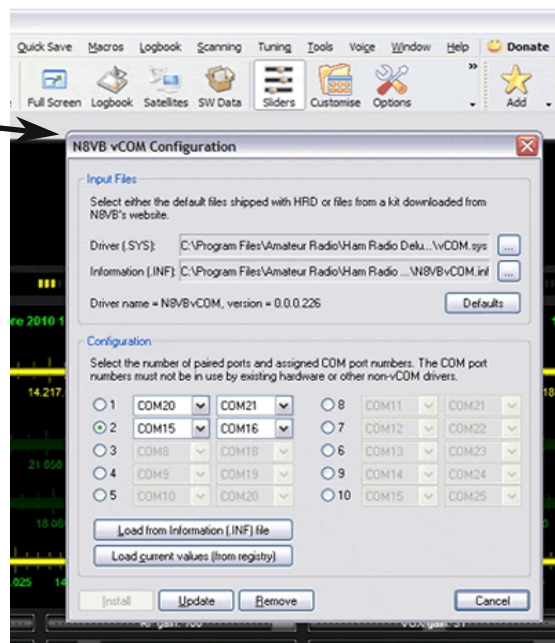 Quick Save Macros Logbook Scanning Tuning Tools Voice Window Help Donate
Full Screen Logbook Satellites SW Data Sliders Customise Options » Add
N8VB vCOM Configuration
Input Files
Select either the default files shipped with HRD or files from a kit downloaded from
N8VB's website.
Driver (.SYS): C:\Program Files\Amateur Radio\Ham Radio Delu...\vCOM.sys ...
Information (.INF): C:\Program Files\Amateur Radio\Ham Radio ...\N8VBvCOM.inf ...
Driver name = N8VBvCOM, version = 0.0.0.226 Defaults
re 2010 1
Configuration
Select the number of paired ports and assigned COM port numbers. The COM port
numbers must not be in use by existing hardware or other non-vCOM drivers.
14.217. 18
1 COM20 COM21 8 COM11 COM21
2 COM15 COM16 7 COM12 COM22
3 COM8 COM18 6 COM13 COM23
21 050
4 COM9 COM19 9 COM14 COM24
5 COM10 COM20 10 COM15 COM25
Load from Information (.INF) file
Load current values (from registry)
.025 14
Install Update Remove Cancel